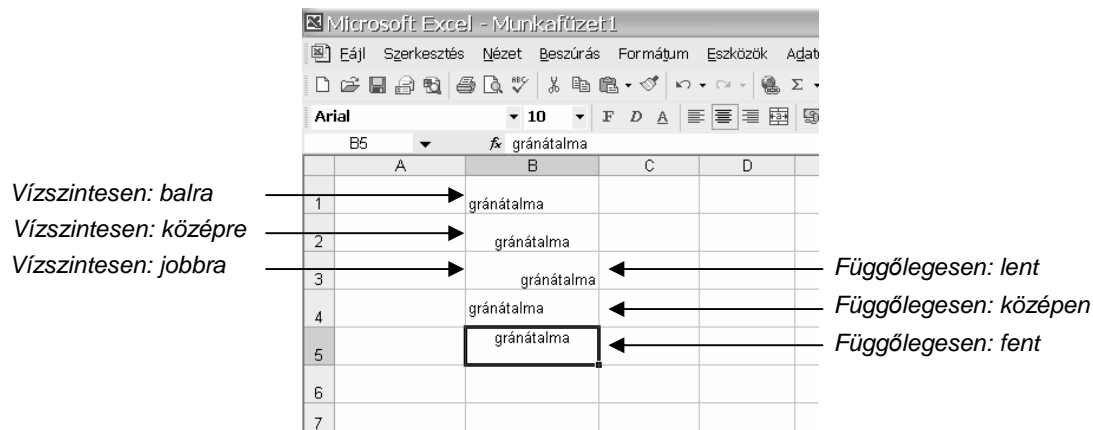 Microsoft Excel - Munkafüzet1
Fájl Szerkesztés Nézet Beszúrás Formátum Eszközök
Arial 10 F D A
B5 fx gránátalma
A B C D
Vízszintesen: balra
1 gránátalma
Vízszintesen: középre
2 gránátalma
Vízszintesen: jobbra
3 gránátalma Függőlegesen: lent
4 gránátalma Függőlegesen: középen
5 gránátalma Függőlegesen: fent
6
7